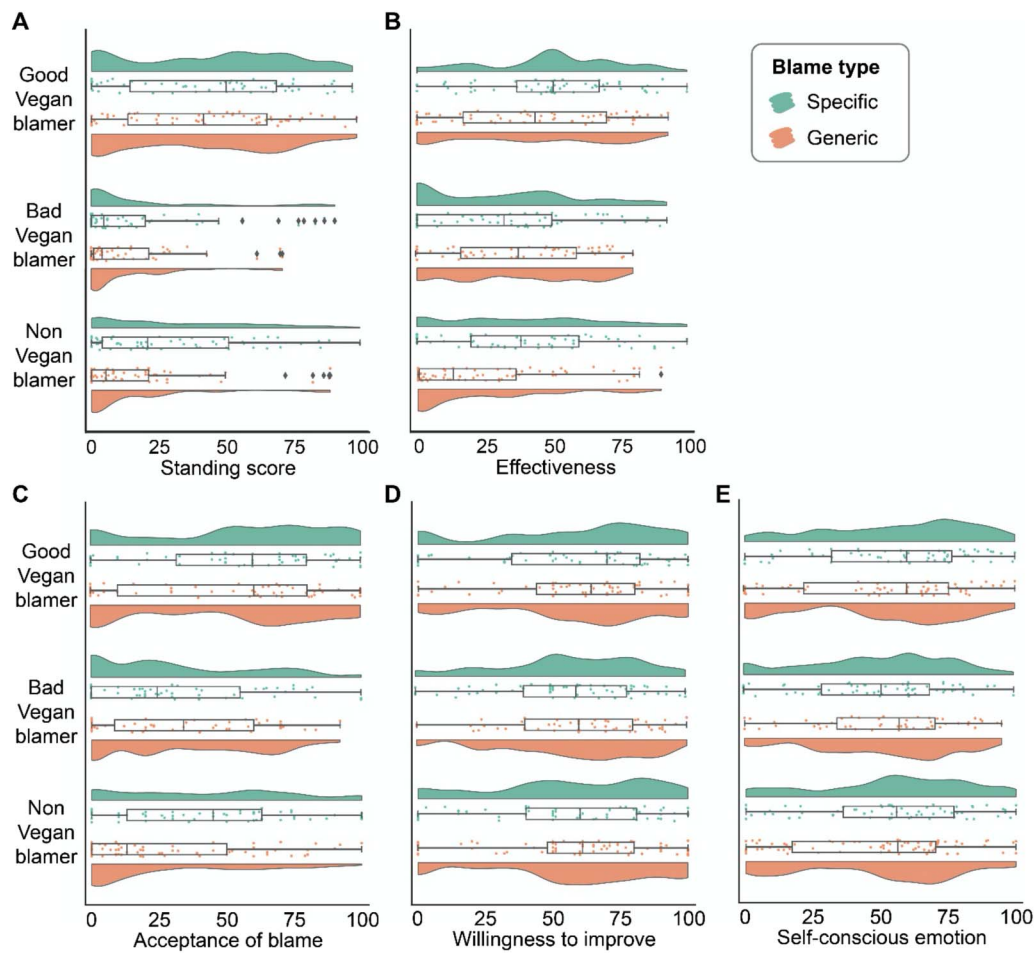 A
B
Good
Vegan
blamer
Bad
Vegan
blamer
Non
Vegan
blamer
0 25 50 75 100
Standing score
0 25 50 75 100
Effectiveness
Blame type
Specific
Generic
C
D
E
Good
Vegan
blamer
Bad
Vegan
blamer
Non
Vegan
blamer
0 25 50 75 100
Acceptance of blame
0 25 50 75 100
Willingness to improve
0 25 50 75 100
Self-conscious emotion